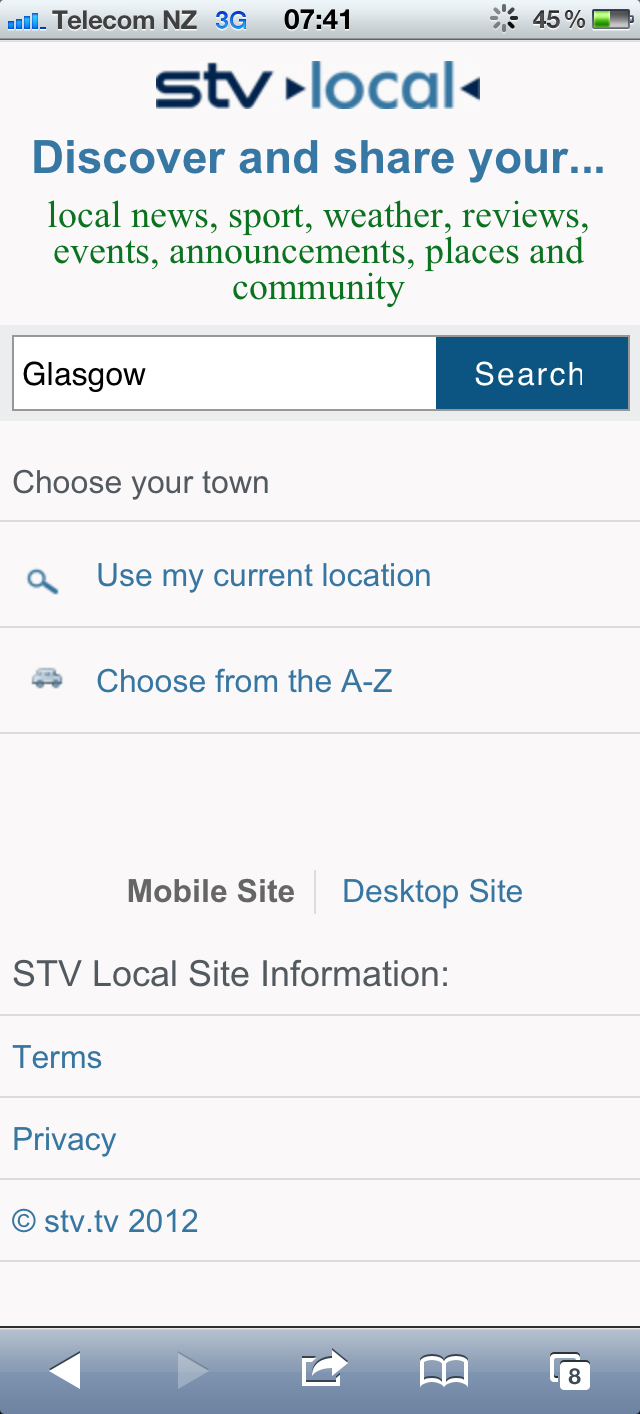 Telecom NZ 3G 07:41 45%
stv local
Discover and share your...
local news, sport, weather, reviews,
events, announcements, places and
community
Glasgow Search
Choose your town
Use my current location
Choose from the A-Z
Mobile Site Desktop Site
STV Local Site Information:
Terms
Privacy
© stv.tv 2012
8